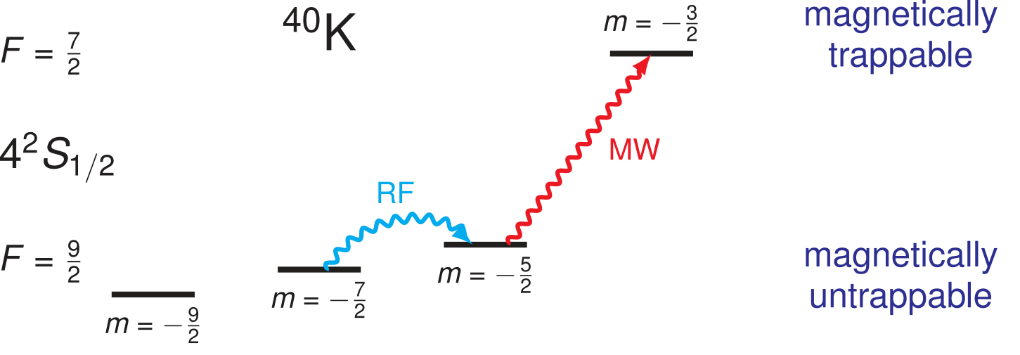 ⁴⁰K
m = −3/2
magnetically
trappable
F = 7/2
4²S₁/₂
MW
RF
F = 9/2
m = −5/2
magnetically
untrappable
m = −7/2
m = −9/2